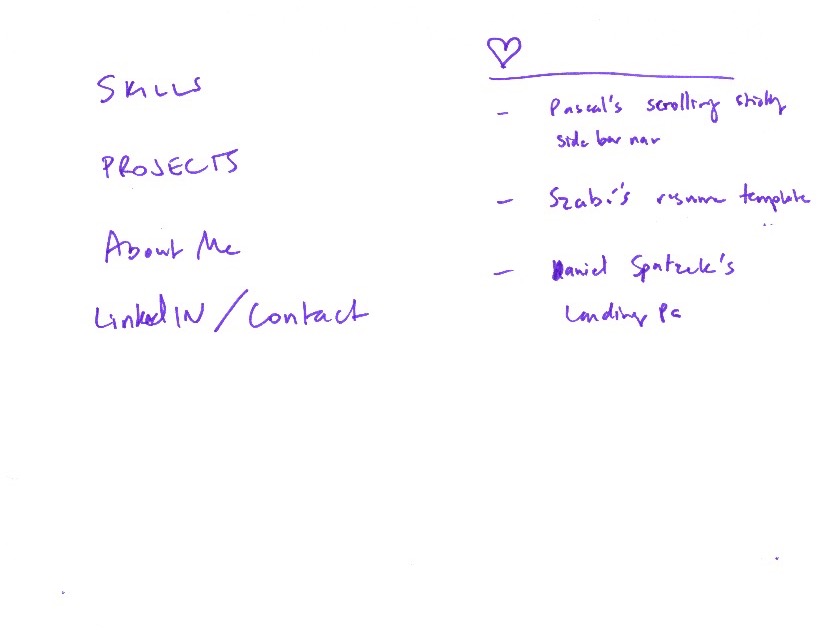 SKILLS
PROJECTS
About Me
LinkedIN / Contact
- Pascal's scrolling sticky
side bar nav
- Szabi's resume template
- Daniel Spatzek's
Landing Pa